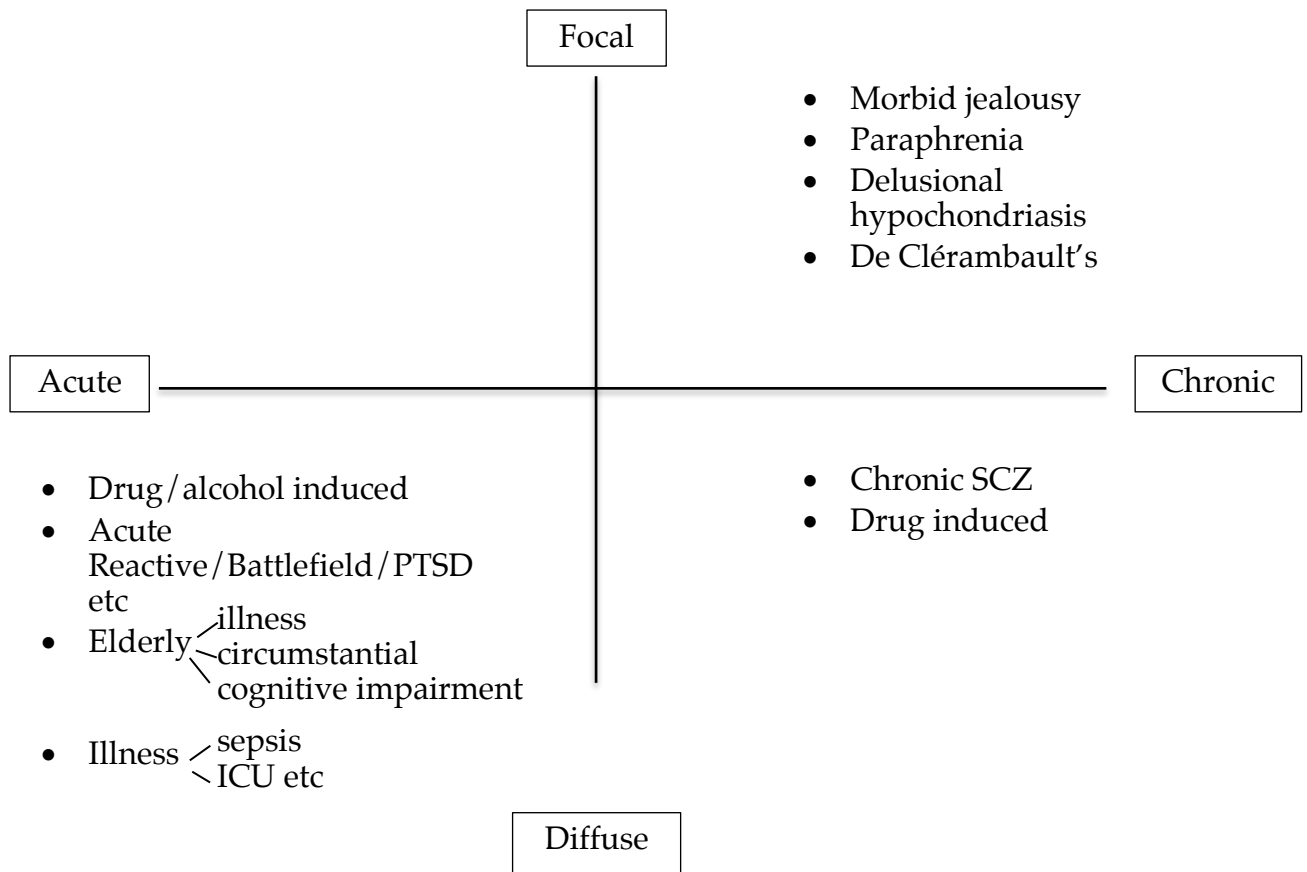 Focal
• Morbid jealousy
• Paraphrenia
• Delusional
hypochondriasis
• De Clérambault’s
Acute
Chronic
• Drug/alcohol induced
• Acute
Reactive/Battlefield/PTSD
etc
• Elderly
illness
circumstantial
cognitive impairment
• Illness
sepsis
ICU etc
• Chronic SCZ
• Drug induced
Diffuse